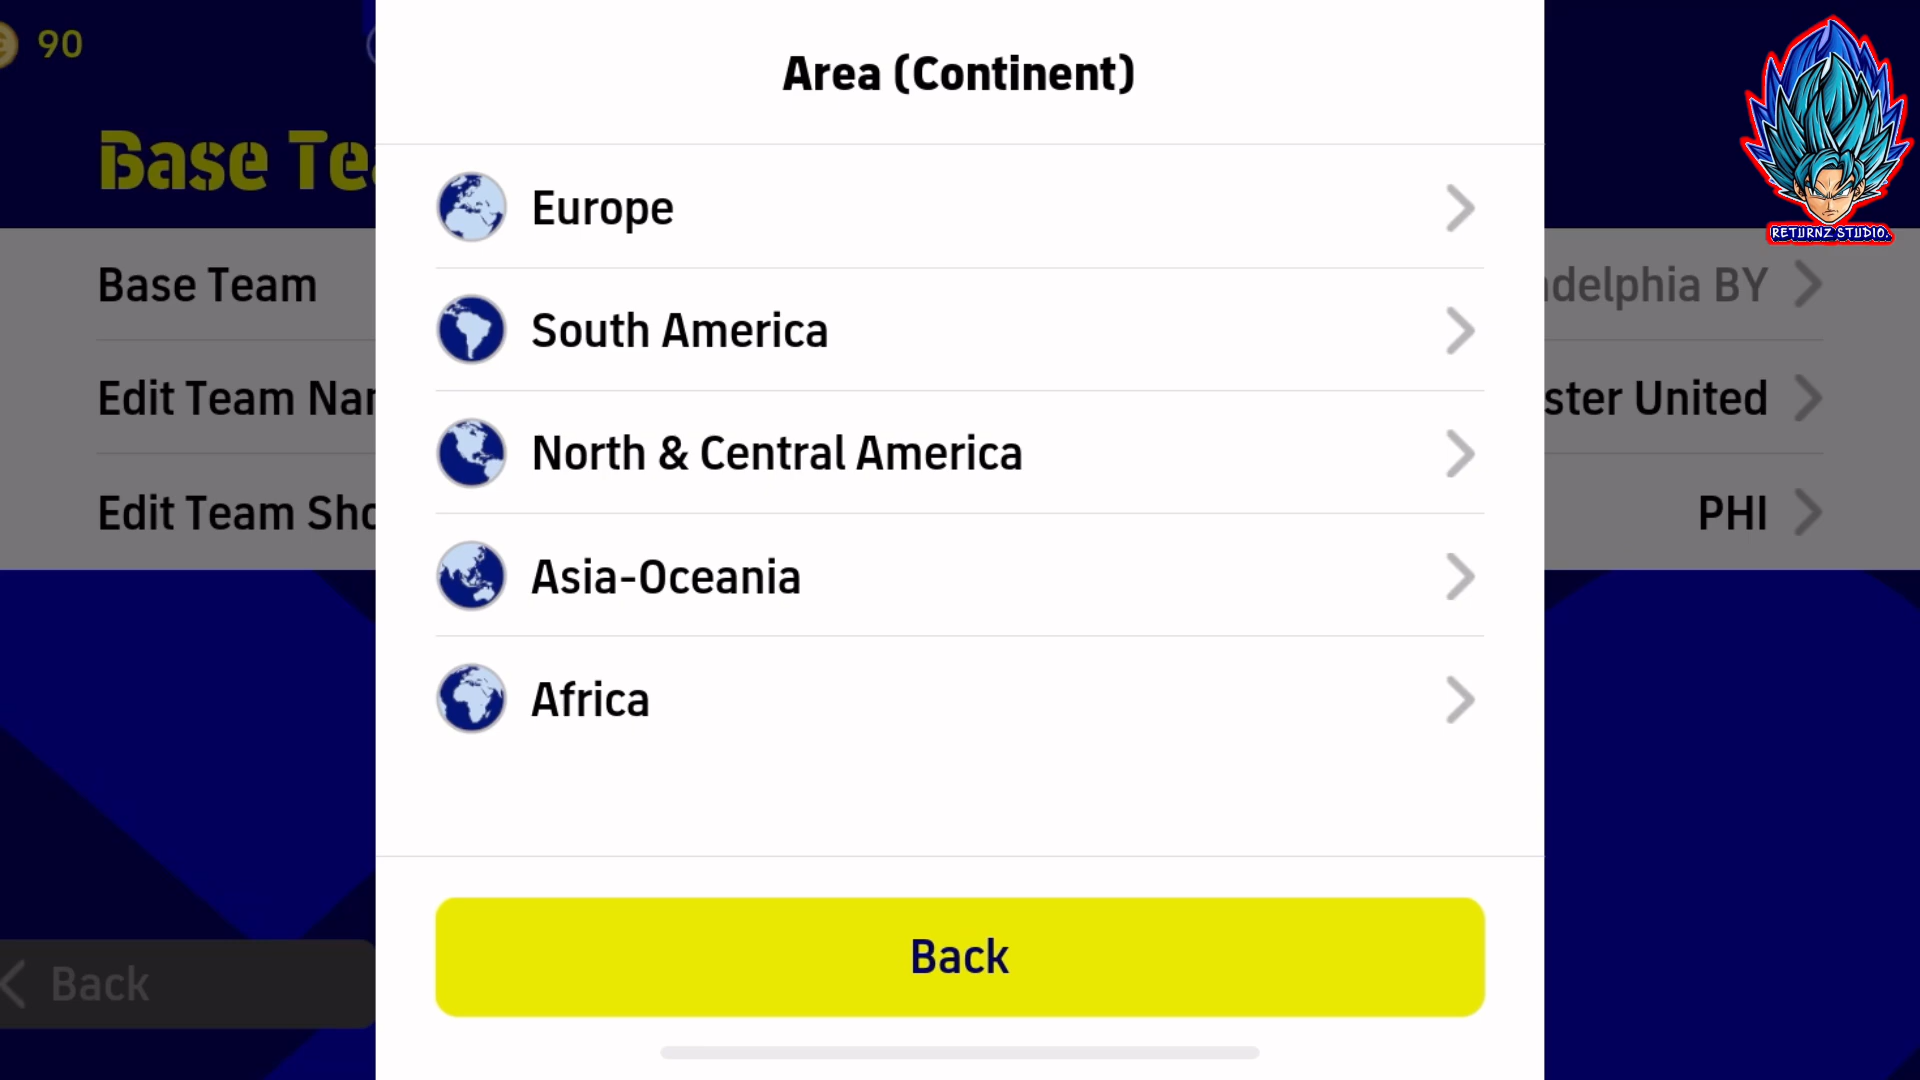 90
Area (Continent)
Base Te
Europe
RETURNZ STUDIO.
Base Team
delphia BY
South America
Edit Team Nar
ster United
North & Central America
Edit Team Sho
PHI
Asia-Oceania
Africa
Back
Back